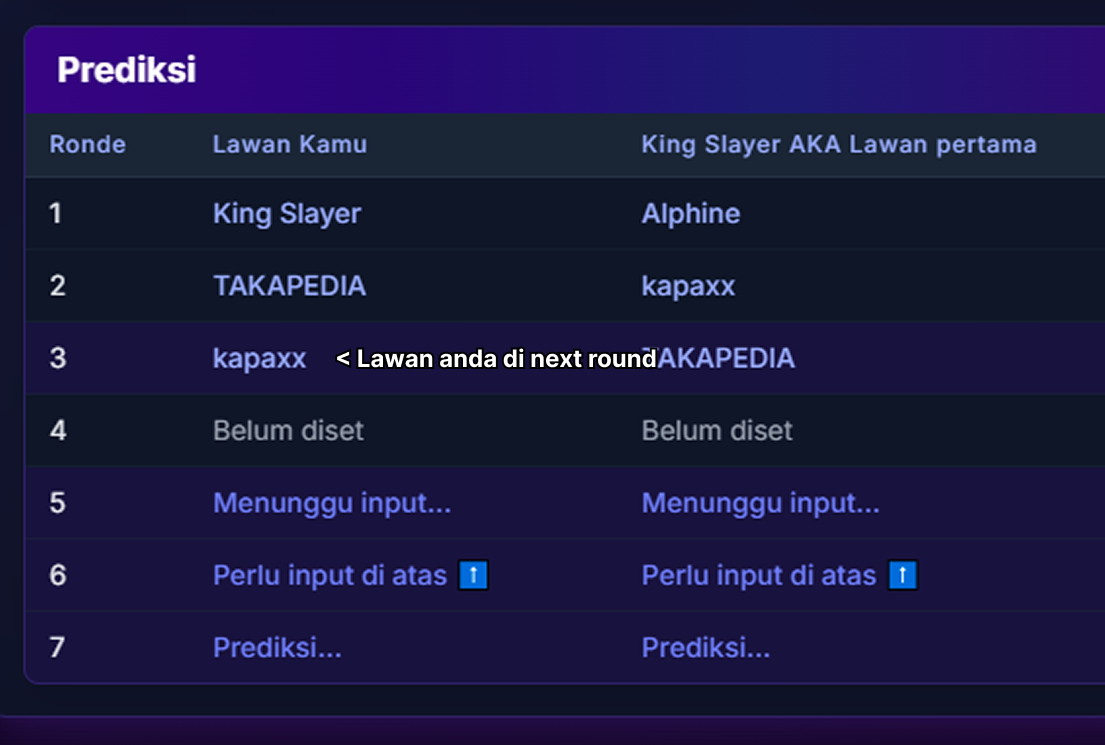 Prediksi
Ronde Lawan Kamu King Slayer AKA Lawan pertama
1 King Slayer Alphine
2 TAKAPEDIA kapaxx
3 kapaxx < Lawan anda di next round TAKAPEDIA
4 Belum diset Belum diset
5 Menunggu input... Menunggu input...
6 Perlu input di atas ⬆️ Perlu input di atas ⬆️
7 Prediksi... Prediksi...